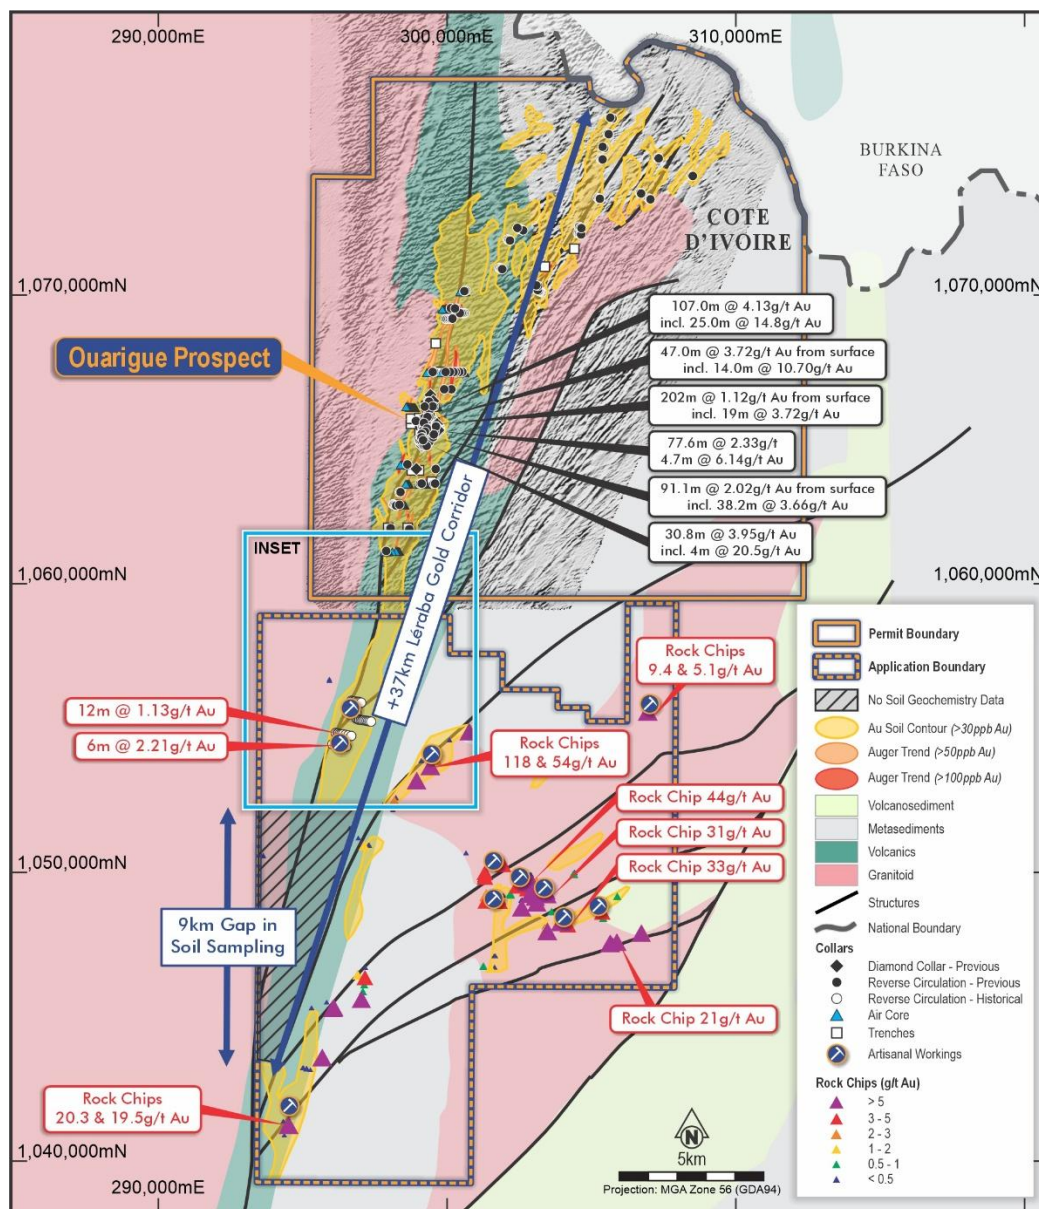 290,000mE
300,000mE
310,000mE
BURKINA
FASO
COTE
D'IVOIRE
1,070,000mN
1,070,000mN
107.0m @ 4.13g/t Au
incl. 25.0m @ 14.8g/t Au
Ouarigue Prospect
47.0m @ 3.72g/t Au from surface
incl. 14.0m @ 10.70g/t Au
202m @ 1.12g/t Au from surface
incl. 19m @ 3.72g/t Au
77.6m @ 2.33g/t
4.7m @ 6.14g/t Au
91.1m @ 2.02g/t Au from surface
incl. 38.2m @ 3.66g/t Au
30.8m @ 3.95g/t Au
incl. 4m @ 20.5g/t Au
+37km Léraba Gold Corridor
INSET
1,060,000mN
1,060,000mN
Rock Chips
9.4 & 5.1g/t Au
12m @ 1.13g/t Au
6m @ 2.21g/t Au
Rock Chips
118 & 54g/t Au
Rock Chip 44g/t Au
Rock Chip 31g/t Au
Rock Chip 33g/t Au
1,050,000mN
9km Gap in
Soil Sampling
Rock Chip 21g/t Au
Rock Chips
20.3 & 19.5g/t Au
1,040,000mN
290,000mE
300,000mE
N
5km
Projection: MGA Zone 56 (GDA94)
Permit Boundary
Application Boundary
No Soil Geochemistry Data
Au Soil Contour (>30ppb Au)
Auger Trend (>50ppb Au)
Auger Trend (>100ppb Au)
Volcanosediment
Metasediments
Volcanics
Granitoid
Structures
National Boundary
Collars
Diamond Collar - Previous
Reverse Circulation - Previous
Reverse Circulation - Historical
Air Core
Trenches
Artisanal Workings
Rock Chips (g/t Au)
> 5
3 - 5
2 - 3
1 - 2
0.5 - 1
< 0.5